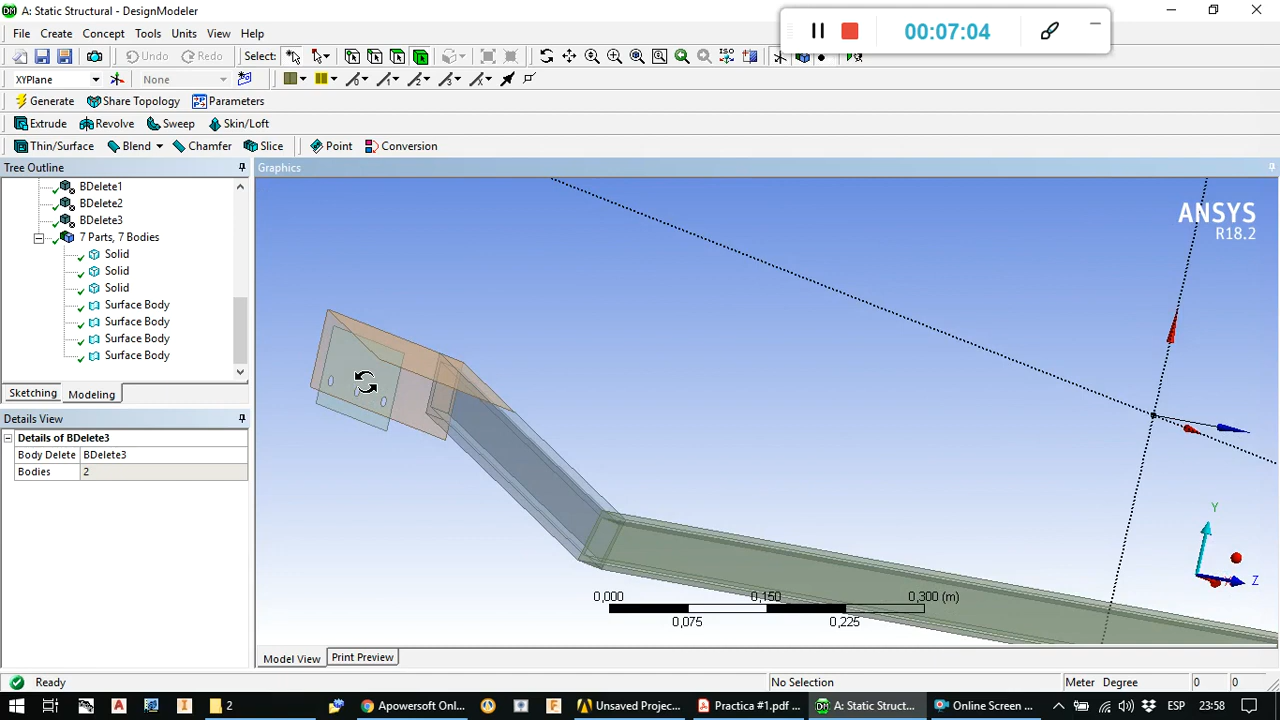 A: Static Structural - DesignModeler
00:07:04
File Create Concept Tools Units View Help
Undo Redo Select: ISO
XYPlane None
Generate Share Topology Parameters
Extrude Revolve Sweep Skin/Loft
Thin/Surface Blend Chamfer Slice Point Conversion
Tree Outline
Graphics
BDelete1
BDelete2
BDelete3
7 Parts, 7 Bodies
Solid
Solid
Solid
Surface Body
Surface Body
Surface Body
Surface Body
Sketching Modeling
Details View
Details of BDelete3
Body Delete BDelete3
Bodies 2
ANSYS
R18.2
Y
Z
0,000 0,150 0,300 (m)
0,075 0,225
Model View Print Preview
Ready No Selection Meter Degree 0 0
2 Apowersoft Onl... Unsaved Projec... Practica #1.pdf ... A: Static Struct... Online Screen ... ESP 23:58